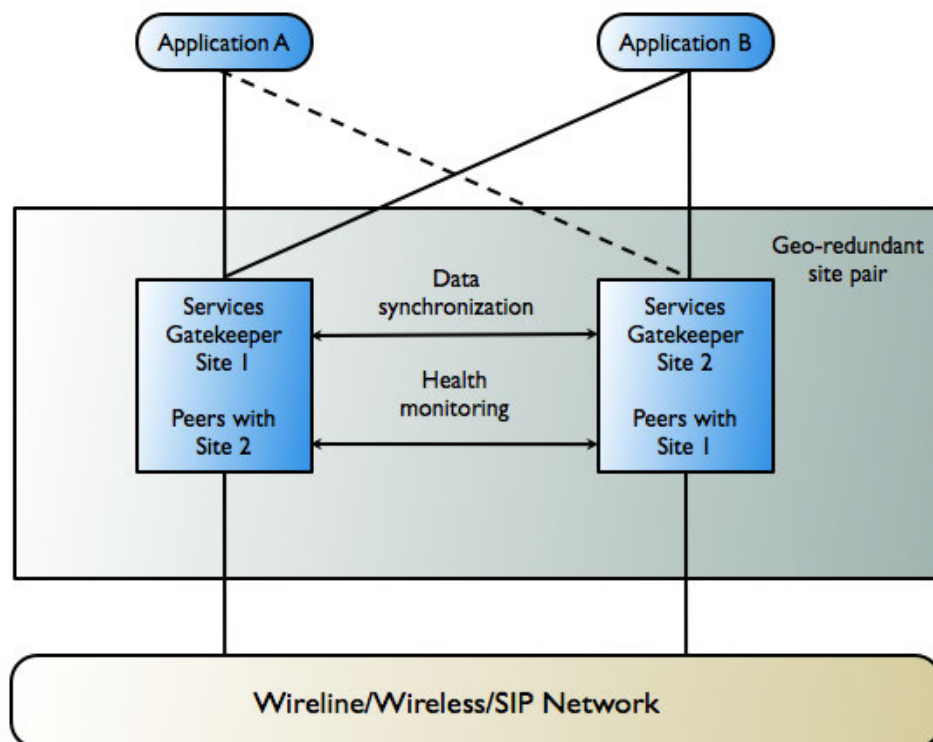 Application A
Application B
Geo-redundant
site pair
Data
synchronization
Services
Gatekeeper
Site 1
Peers with
Site 2
Health
monitoring
Services
Gatekeeper
Site 2
Peers with
Site 1
Wireline/Wireless/SIP Network